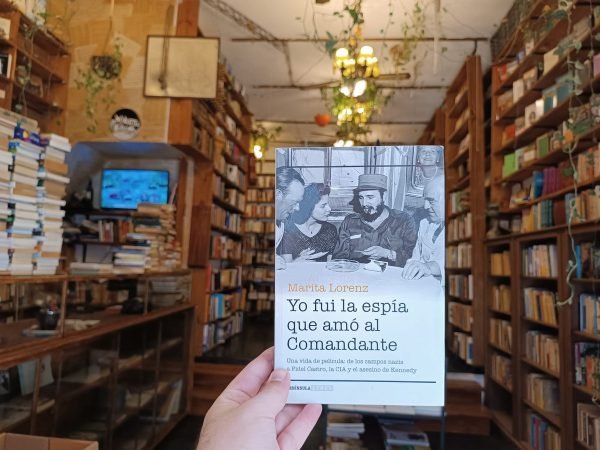 Marita Lorenz
Yo fui la espía
que amó al
Comandante
Una vida de película: de los campos nazis
a Fidel Castro, la CIA y el asesino de Kennedy